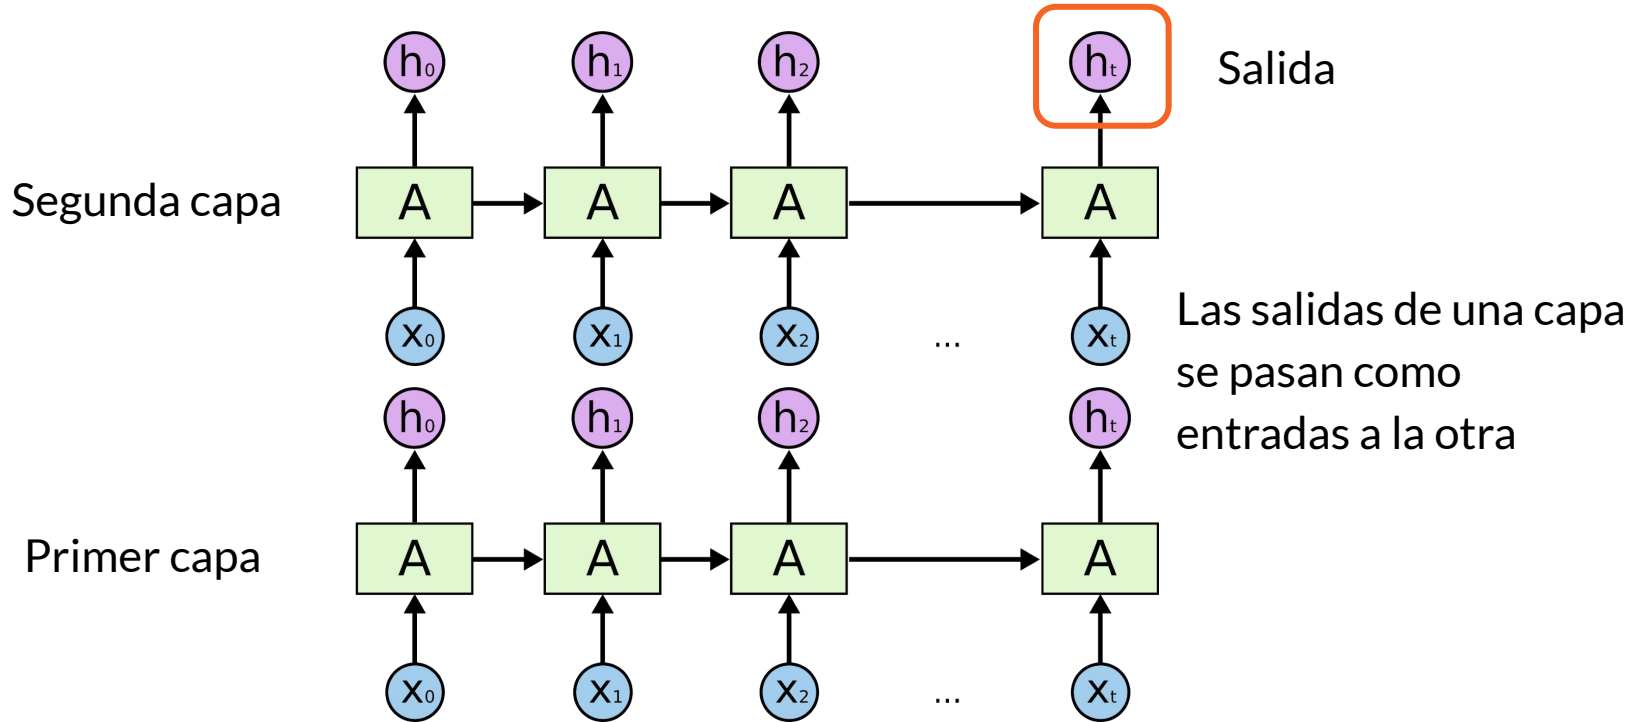 h₀ h₁ h₂ hₜ Salida
Segunda capa A A A A
x₀ x₁ x₂ ... xₜ
Las salidas de una capa
se pasan como
entradas a la otra
h₀ h₁ h₂ hₜ
Primer capa A A A A
x₀ x₁ x₂ ... xₜ